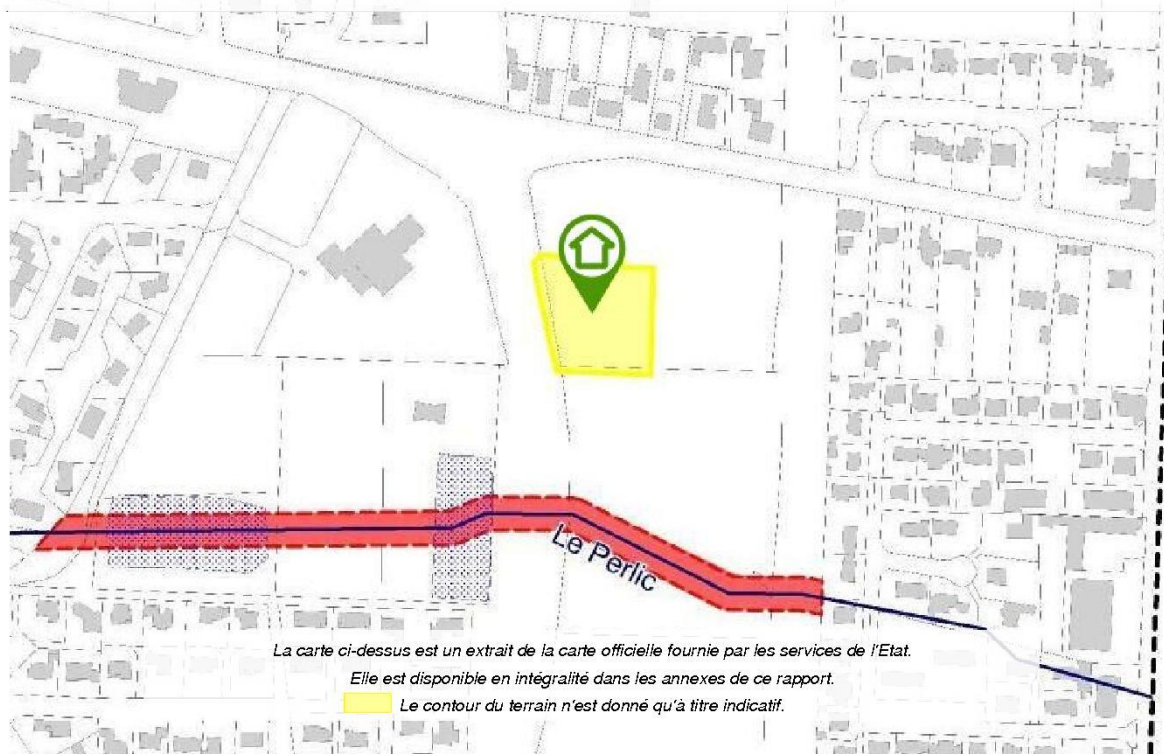 Le Perlic
La carte ci-dessus est un extrait de la carte officielle fournie par les services de l'Etat.
Elle est disponible en intégralité dans les annexes de ce rapport.
Le contour du terrain n'est donné qu'à titre indicatif.